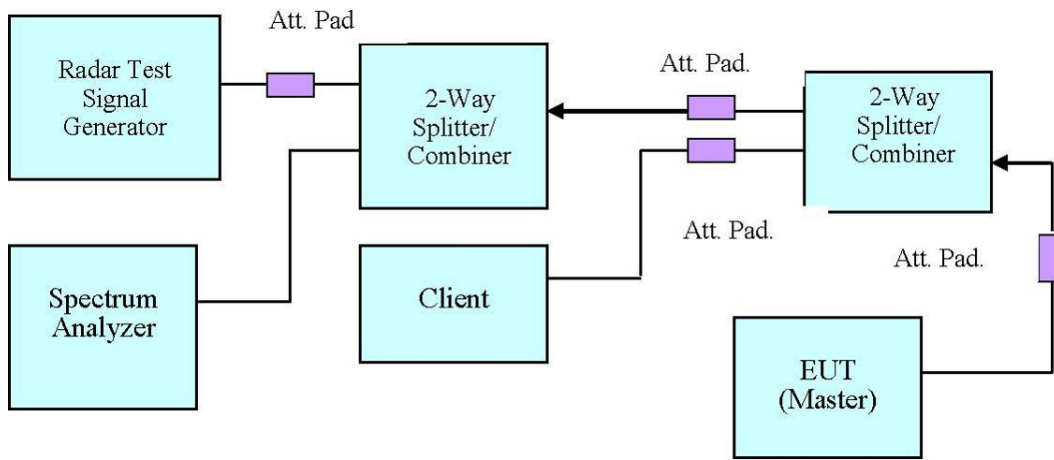 Att. Pad
Radar Test
Signal
Generator
2-Way
Splitter/
Combiner
Att. Pad.
2-Way
Splitter/
Combiner
Att. Pad.
Att. Pad.
Spectrum
Analyzer
Client
EUT
(Master)